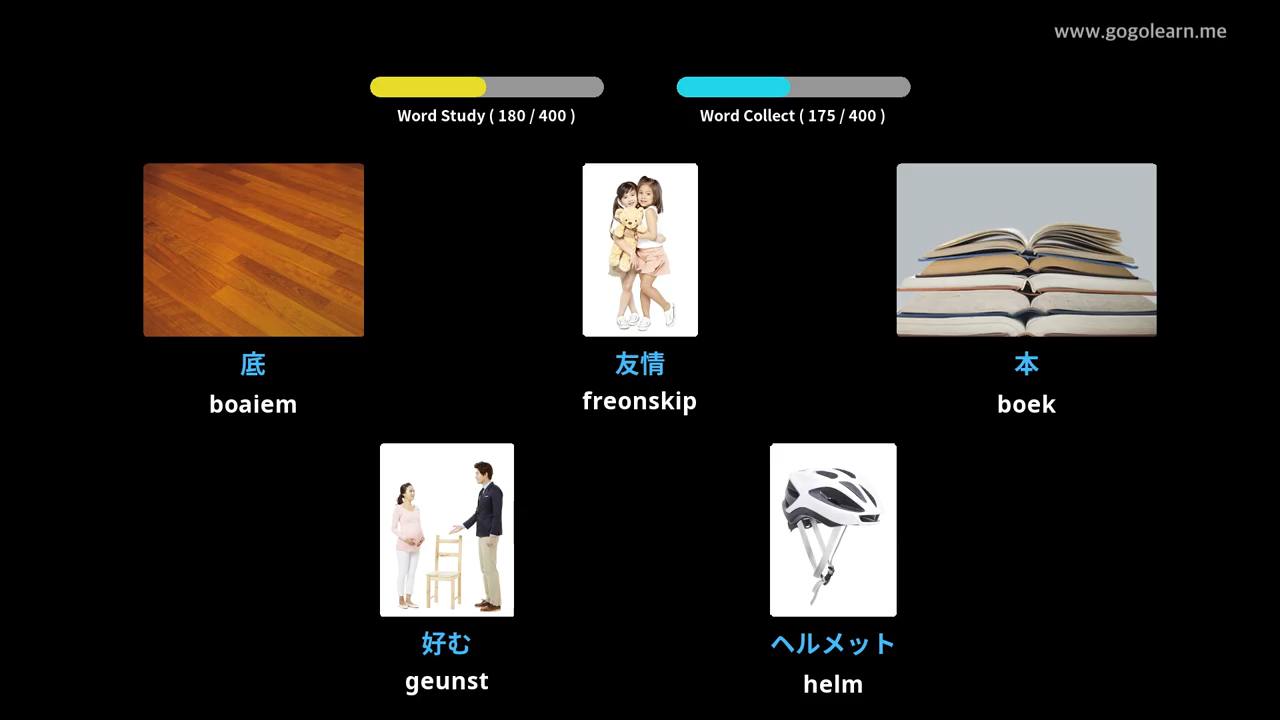 www.gogolearn.me
Word Study ( 180 / 400 )
Word Collect ( 175 / 400 )
底
友情
本
boaiem
freonskip
boek
好む
ヘルメット
geunst
helm